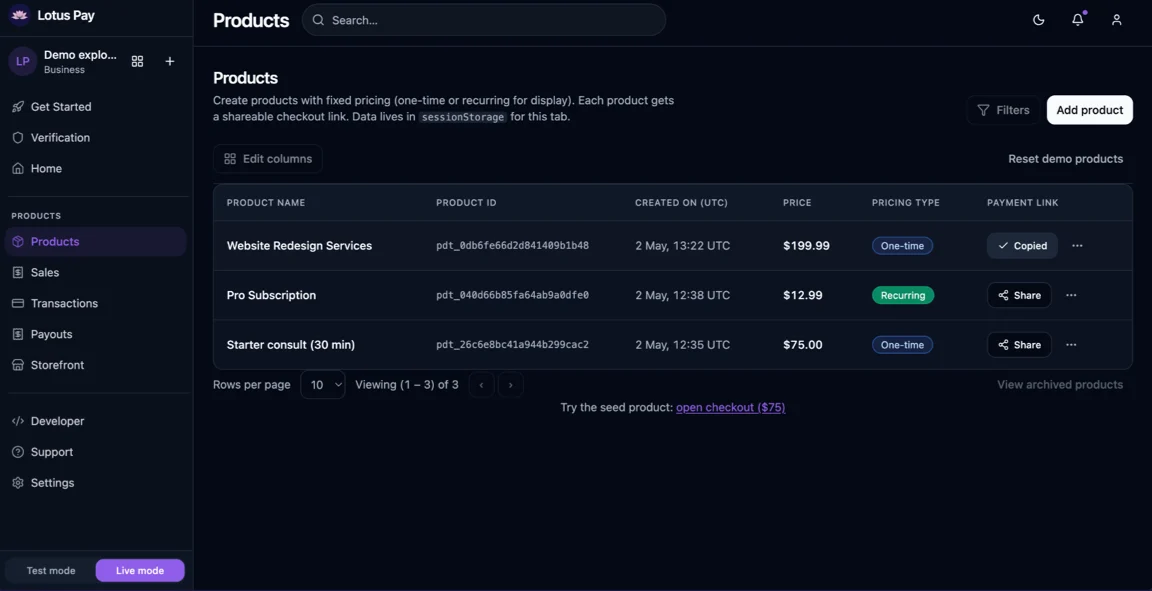 Lotus Pay
Products
Search...
LP
Demo explo...
Business
Get Started
Verification
Home
PRODUCTS
Products
Sales
Transactions
Payouts
Storefront
Developer
Support
Settings
Test mode
Live mode
Products
Create products with fixed pricing (one-time or recurring for display). Each product gets
a shareable checkout link. Data lives in sessionStorage for this tab.
Filters
Add product
Edit columns
Reset demo products
PRODUCT NAME PRODUCT ID CREATED ON (UTC) PRICE PRICING TYPE PAYMENT LINK
Website Redesign Services pdt_0db6fe66d2d841409b1b48 2 May, 13:22 UTC $199.99 One-time Copied ...
Pro Subscription pdt_040d66b85fa64ab9a0dfe0 2 May, 12:38 UTC $12.99 Recurring Share ...
Starter consult (30 min) pdt_26c6e8bc41a944b299cac2 2 May, 12:35 UTC $75.00 One-time Share ...
Rows per page 10 Viewing (1 – 3) of 3 ‹ › View archived products
Try the seed product: open checkout ($75)